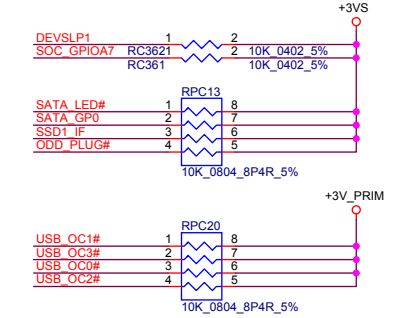 +3VS
DEVSLP1 1 2
SOC_GPIOA7 RC362 1 2 10K_0402_5%
RC361 10K_0402_5%
RPC13
SATA_LED# 1 8
SATA_GP0 2 7
SSD1_IF 3 6
ODD_PLUG# 4 5
10K_0804_8P4R_5%
+3V_PRIM
RPC20
USB_OC1# 1 8
USB_OC3# 2 7
USB_OC0# 3 6
USB_OC2# 4 5
10K_0804_8P4R_5%